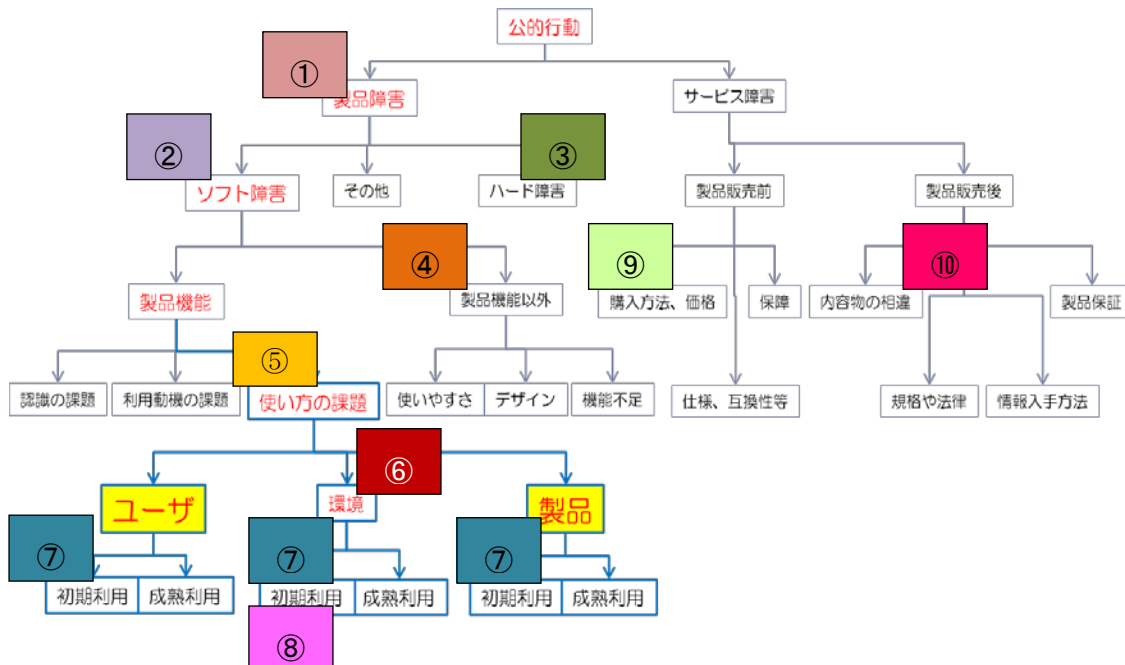 公的行動
①
製品障害
サービス障害
②
③
ソフト障害
その他
ハード障害
製品販売前
製品販売後
④
⑨
⑩
製品機能
製品機能以外
購入方法、価格
保障
内容物の相違
製品保証
⑤
認識の課題
利用動機の課題
使い方の課題
使いやすさ
デザイン
機能不足
仕様、互換性等
規格や法律
情報入手方法
⑥
ユーザ
環境
製品
⑦
⑦
⑦
初期利用
成熟利用
初期利用
成熟利用
初期利用
成熟利用
⑧